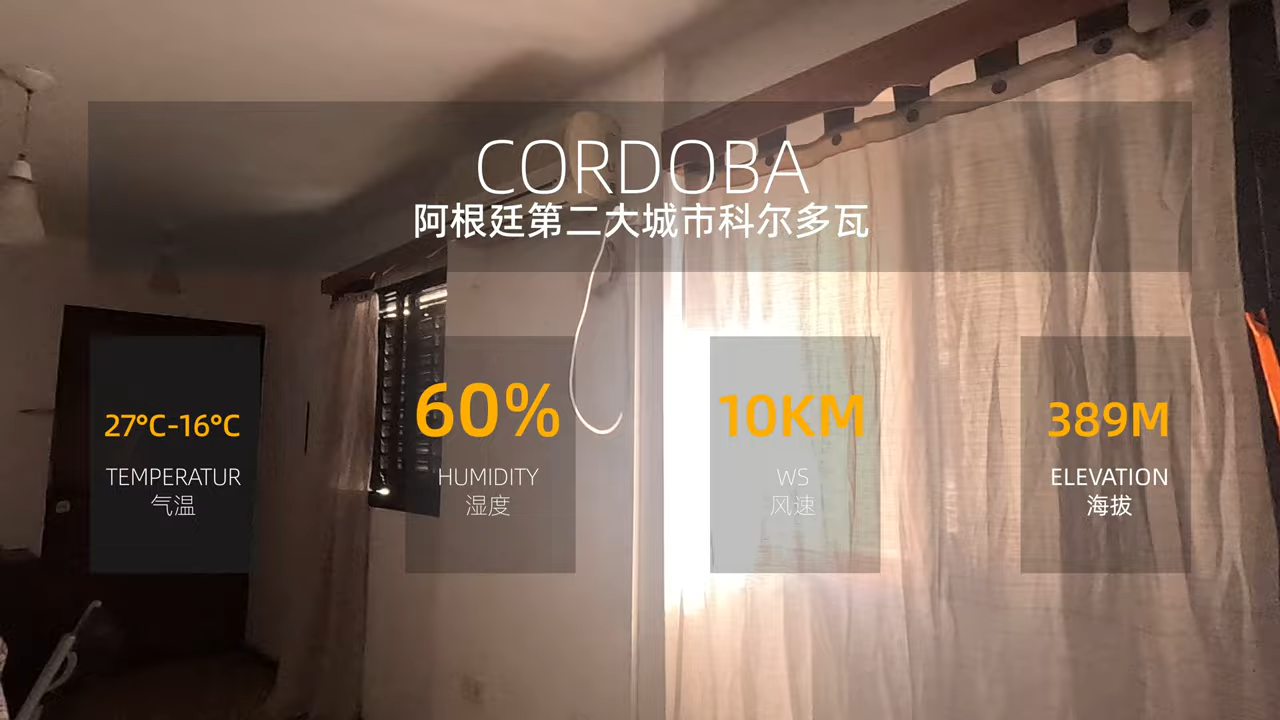 CORDOBA
阿根廷第二大城市科尔多瓦
27°C-16°C
TEMPERATUR
气温
60%
HUMIDITY
湿度
10KM
WS
风速
389M
ELEVATION
海拔